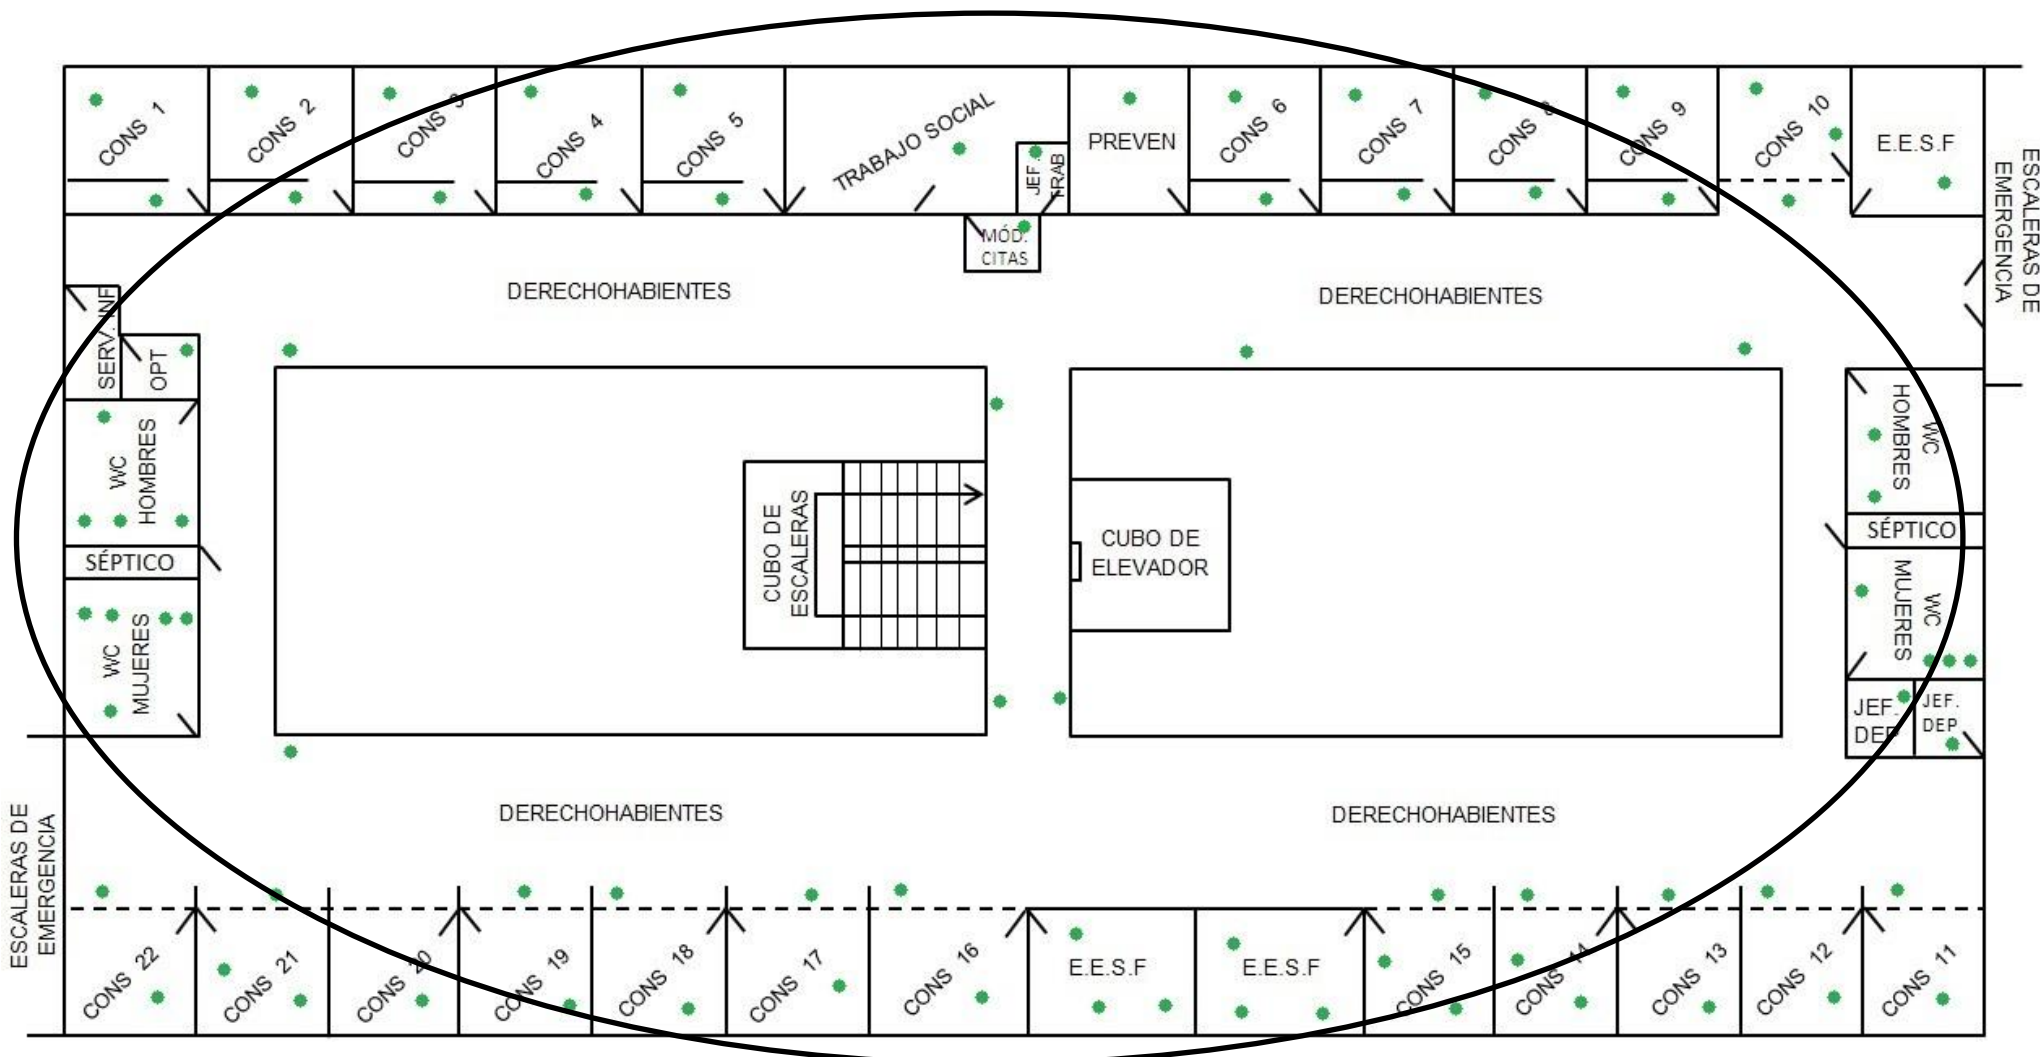 CONS 1
CONS 2
CONS 3
CONS 4
CONS 5
TRABAJO SOCIAL
JEF.
TRAB
PREVEN
CONS 6
CONS 7
CONS 8
CONS 9
CONS 10
E.E.S.F
ESCALERAS DE
EMERGENCIA
MÓD.
CITAS
DERECHOHABIENTES
DERECHOHABIENTES
SERV. INF
OPT
WC
HOMBRES
SÉPTICO
WC
MUJERES
CUBO DE
ESCALERAS
CUBO DE
ELEVADOR
WC
HOMBRES
SÉPTICO
WC
MUJERES
JEF.
DEP
JEF.
DEP
DERECHOHABIENTES
DERECHOHABIENTES
ESCALERAS DE
EMERGENCIA
CONS 22
CONS 21
CONS 20
CONS 19
CONS 18
CONS 17
CONS 16
E.E.S.F
E.E.S.F
CONS 15
CONS 14
CONS 13
CONS 12
CONS 11